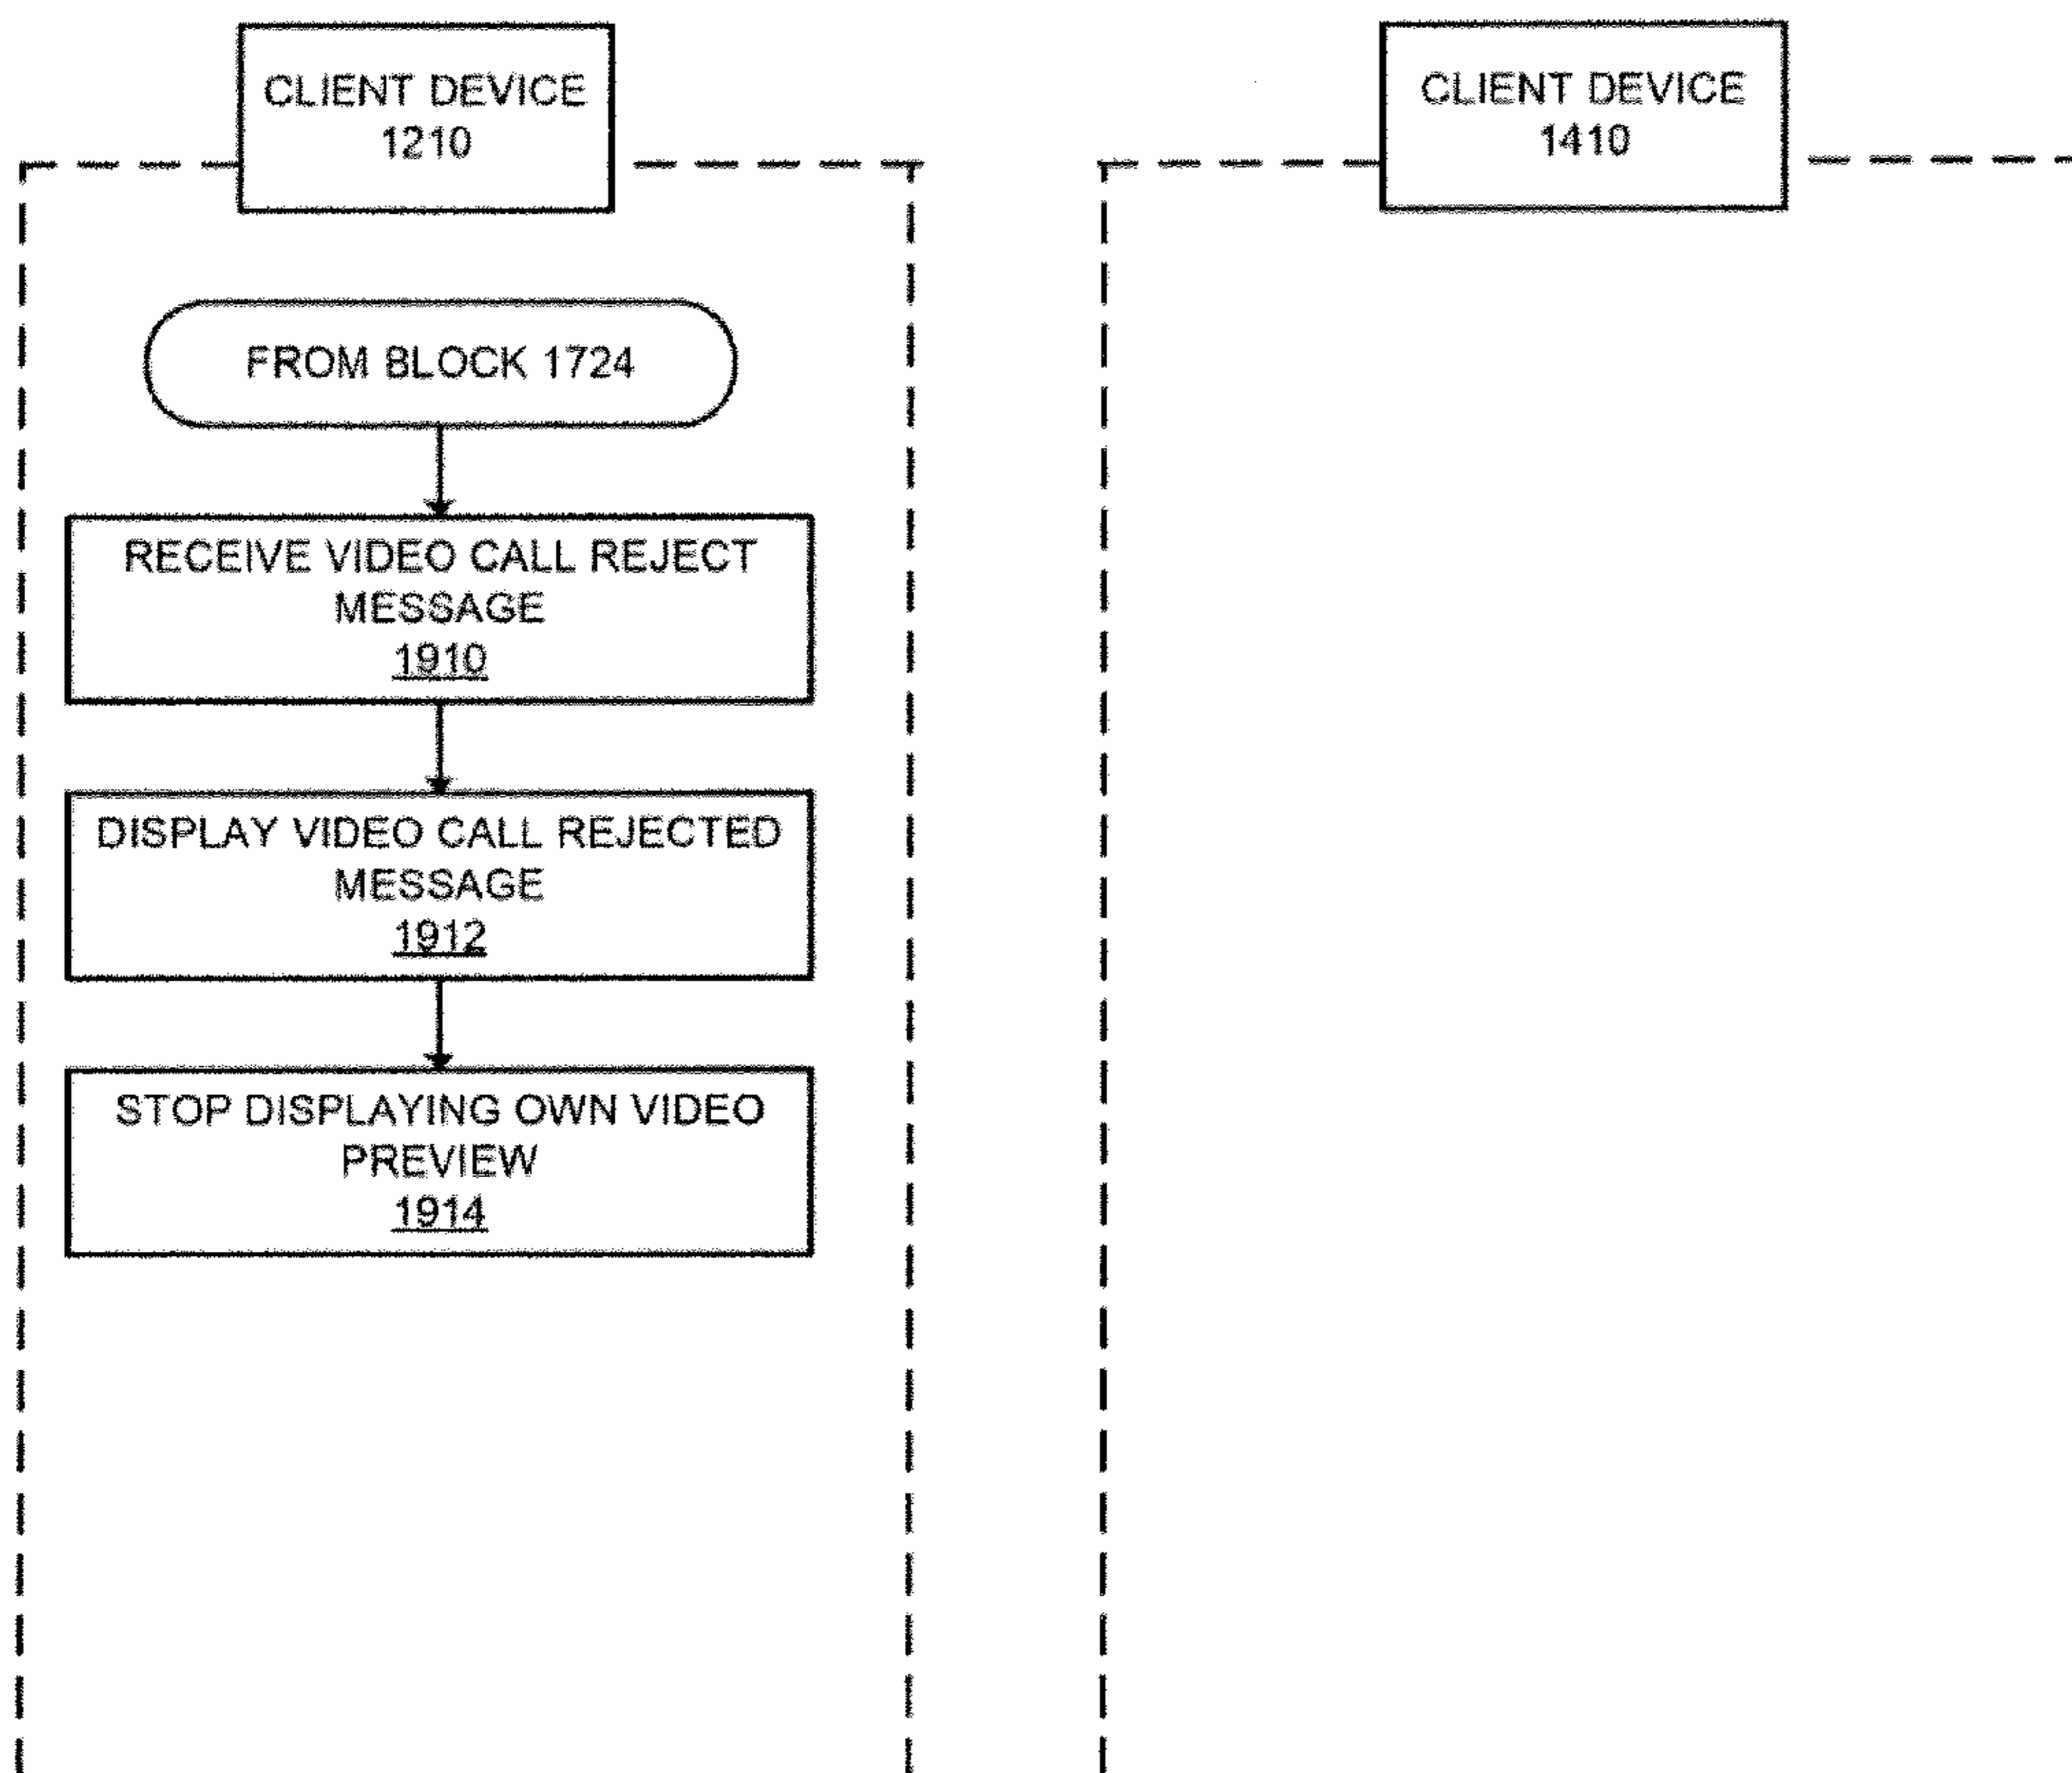 CLIENT DEVICE
1210
CLIENT DEVICE
1410
FROM BLOCK 1724
RECEIVE VIDEO CALL REJECT
MESSAGE
1910
DISPLAY VIDEO CALL REJECTED
MESSAGE
1912
STOP DISPLAYING OWN VIDEO
PREVIEW
1914